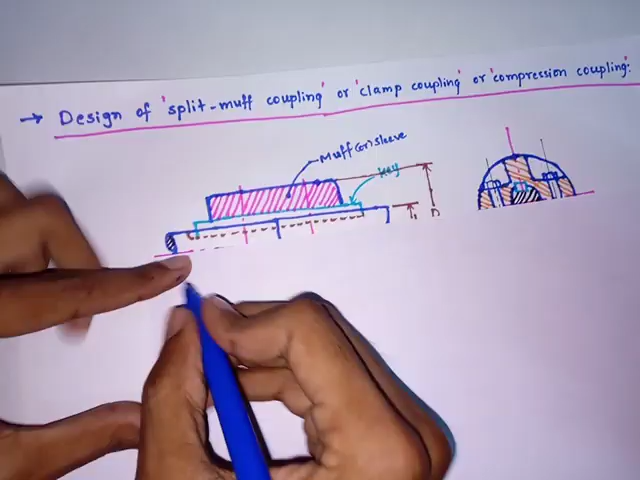 → Design of 'split-muff coupling' or 'clamp coupling' or 'compression coupling'.
Muff (or) sleeve
key
D